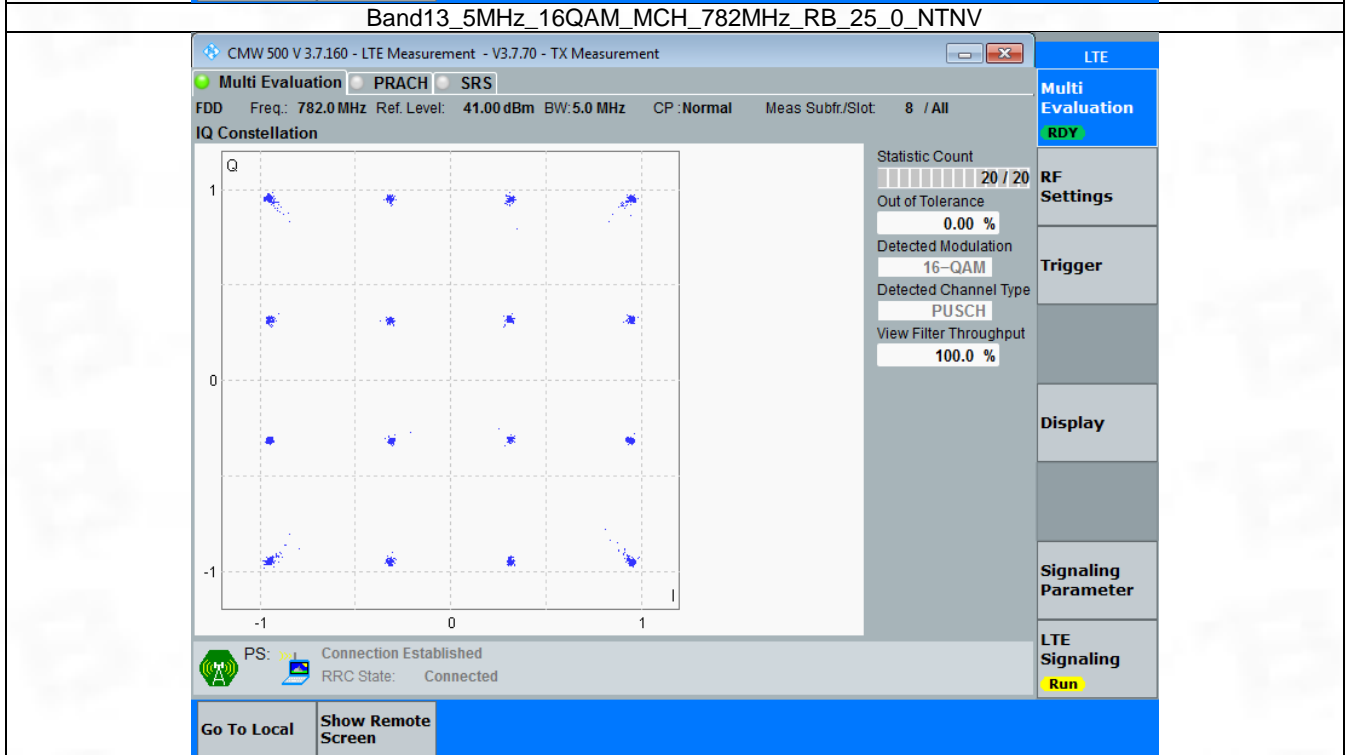 Band13_5MHz_16QAM_MCH_782MHz_RB_25_0_NTNV
CMW 500 V 3.7.160 - LTE Measurement - V3.7.70 - TX Measurement
LTE
Multi Evaluation PRACH SRS
Multi Evaluation
RDY
FDD Freq.: 782.0 MHz Ref. Level: 41.00 dBm BW: 5.0 MHz CP : Normal Meas Subfr./Slot: 8 / All
IQ Constellation
Q
1
0
-1
I
-1 0 1
Statistic Count
20 / 20
Out of Tolerance
0.00 %
Detected Modulation
16-QAM
Detected Channel Type
PUSCH
View Filter Throughput
100.0 %
RF Settings
Trigger
Display
Signaling Parameter
LTE Signaling
Run
PS: Connection Established
RRC State: Connected
Go To Local
Show Remote Screen